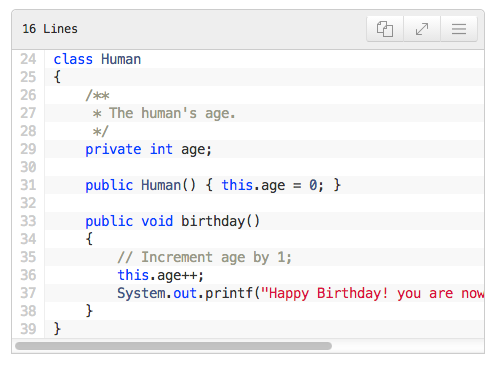 16 Lines
24 class Human
25 {
26     /**
27      * The human's age.
28      */
29     private int age;
30
31     public Human() { this.age = 0; }
32
33     public void birthday()
34     {
35         // Increment age by 1;
36         this.age++;
37         System.out.printf("Happy Birthday! you are now
38     }
39 }